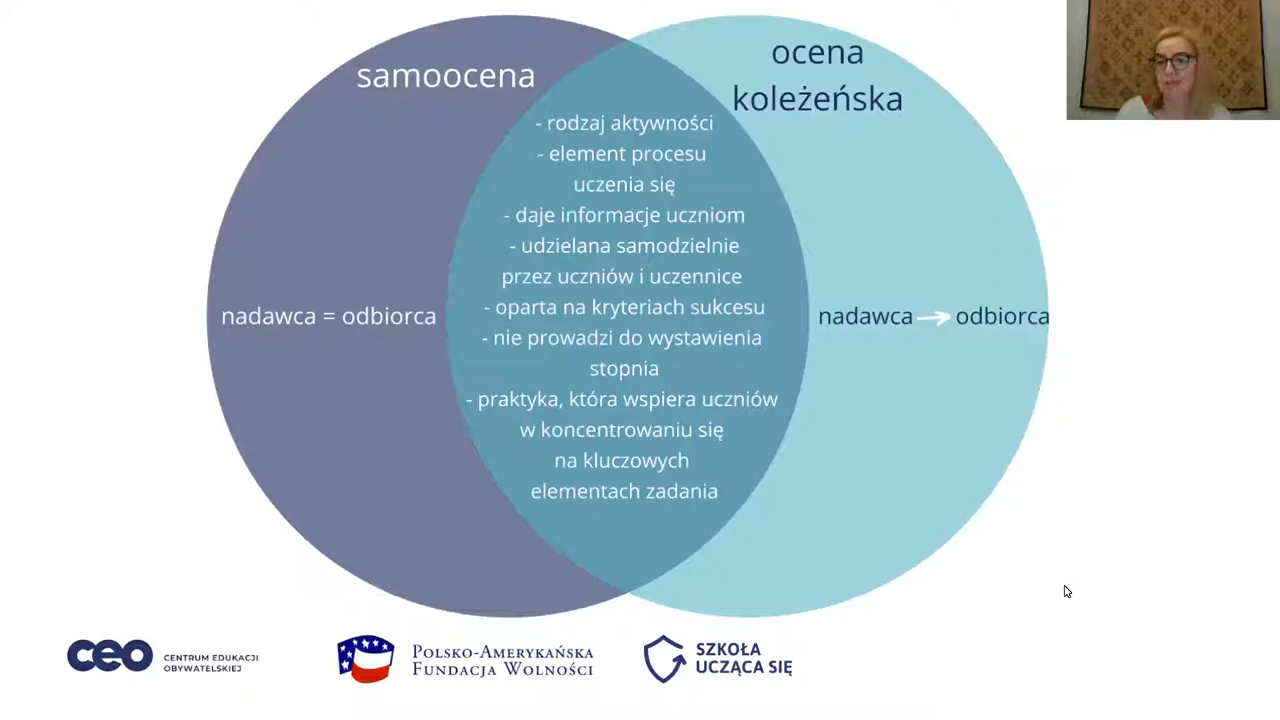 samoocena
ocena
koleżeńska
- rodzaj aktywności
- element procesu
uczenia się
- daje informacje uczniom
- udzielana samodzielnie
przez uczniów i uczennice
- oparta na kryteriach sukcesu
- nie prowadzi do wystawienia
stopnia
- praktyka, która wspiera uczniów
w koncentrowaniu się
na kluczowych
elementach zadania
nadawca = odbiorca
nadawca → odbiorca
ceo CENTRUM EDUKACJI
OBYWATELSKIEJ
POLSKO-AMERYKAŃSKA
FUNDACJA WOLNOŚCI
SZKOŁA
UCZĄCA SIĘ